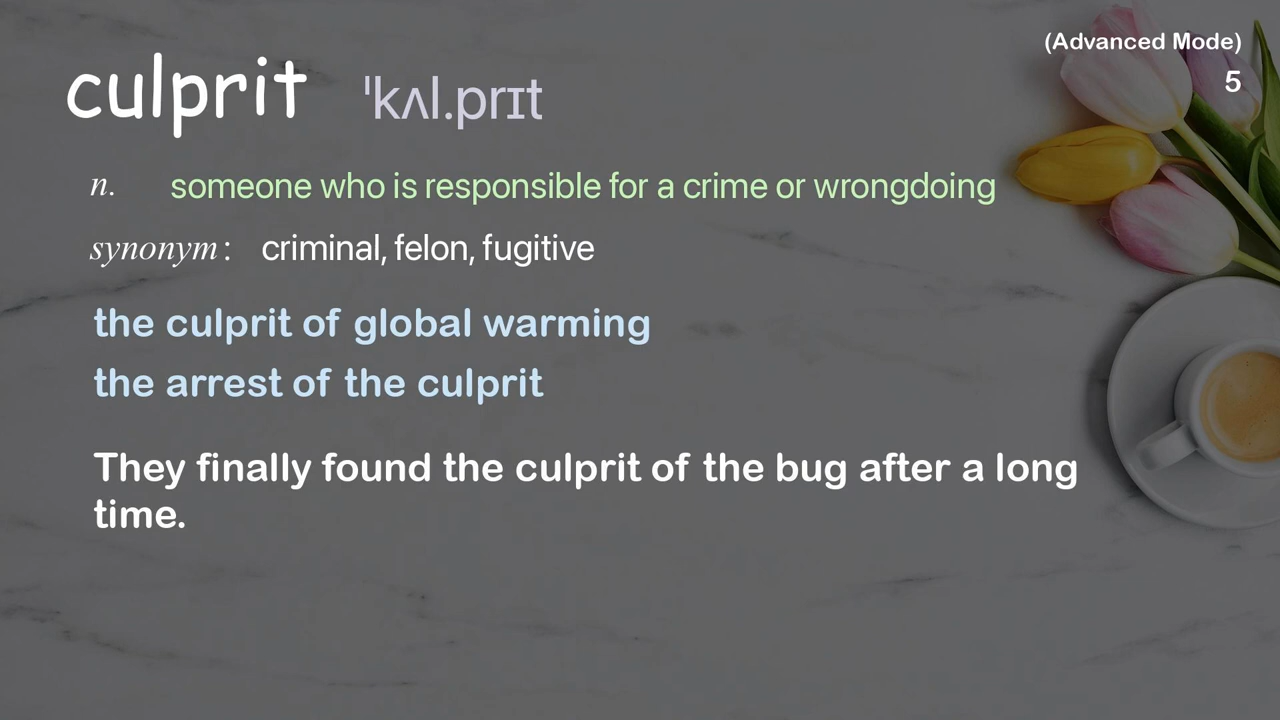 (Advanced Mode)
5
culprit ˈkʌl.prɪt
n. someone who is responsible for a crime or wrongdoing
synonym: criminal, felon, fugitive
the culprit of global warming
the arrest of the culprit
They finally found the culprit of the bug after a long
time.